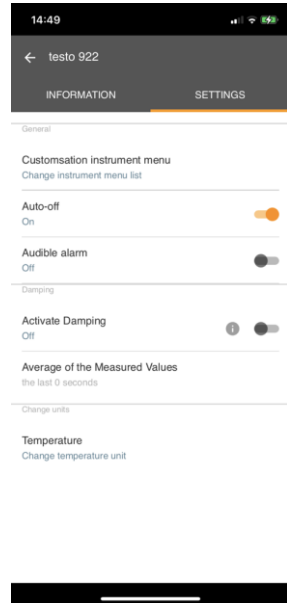 14:49
testo 922
INFORMATION SETTINGS
General
Customsation instrument menu
Change instrument menu list
Auto-off
On
Audible alarm
Off
Damping
Activate Damping
Off
Average of the Measured Values
the last 0 seconds
Change units
Temperature
Change temperature unit